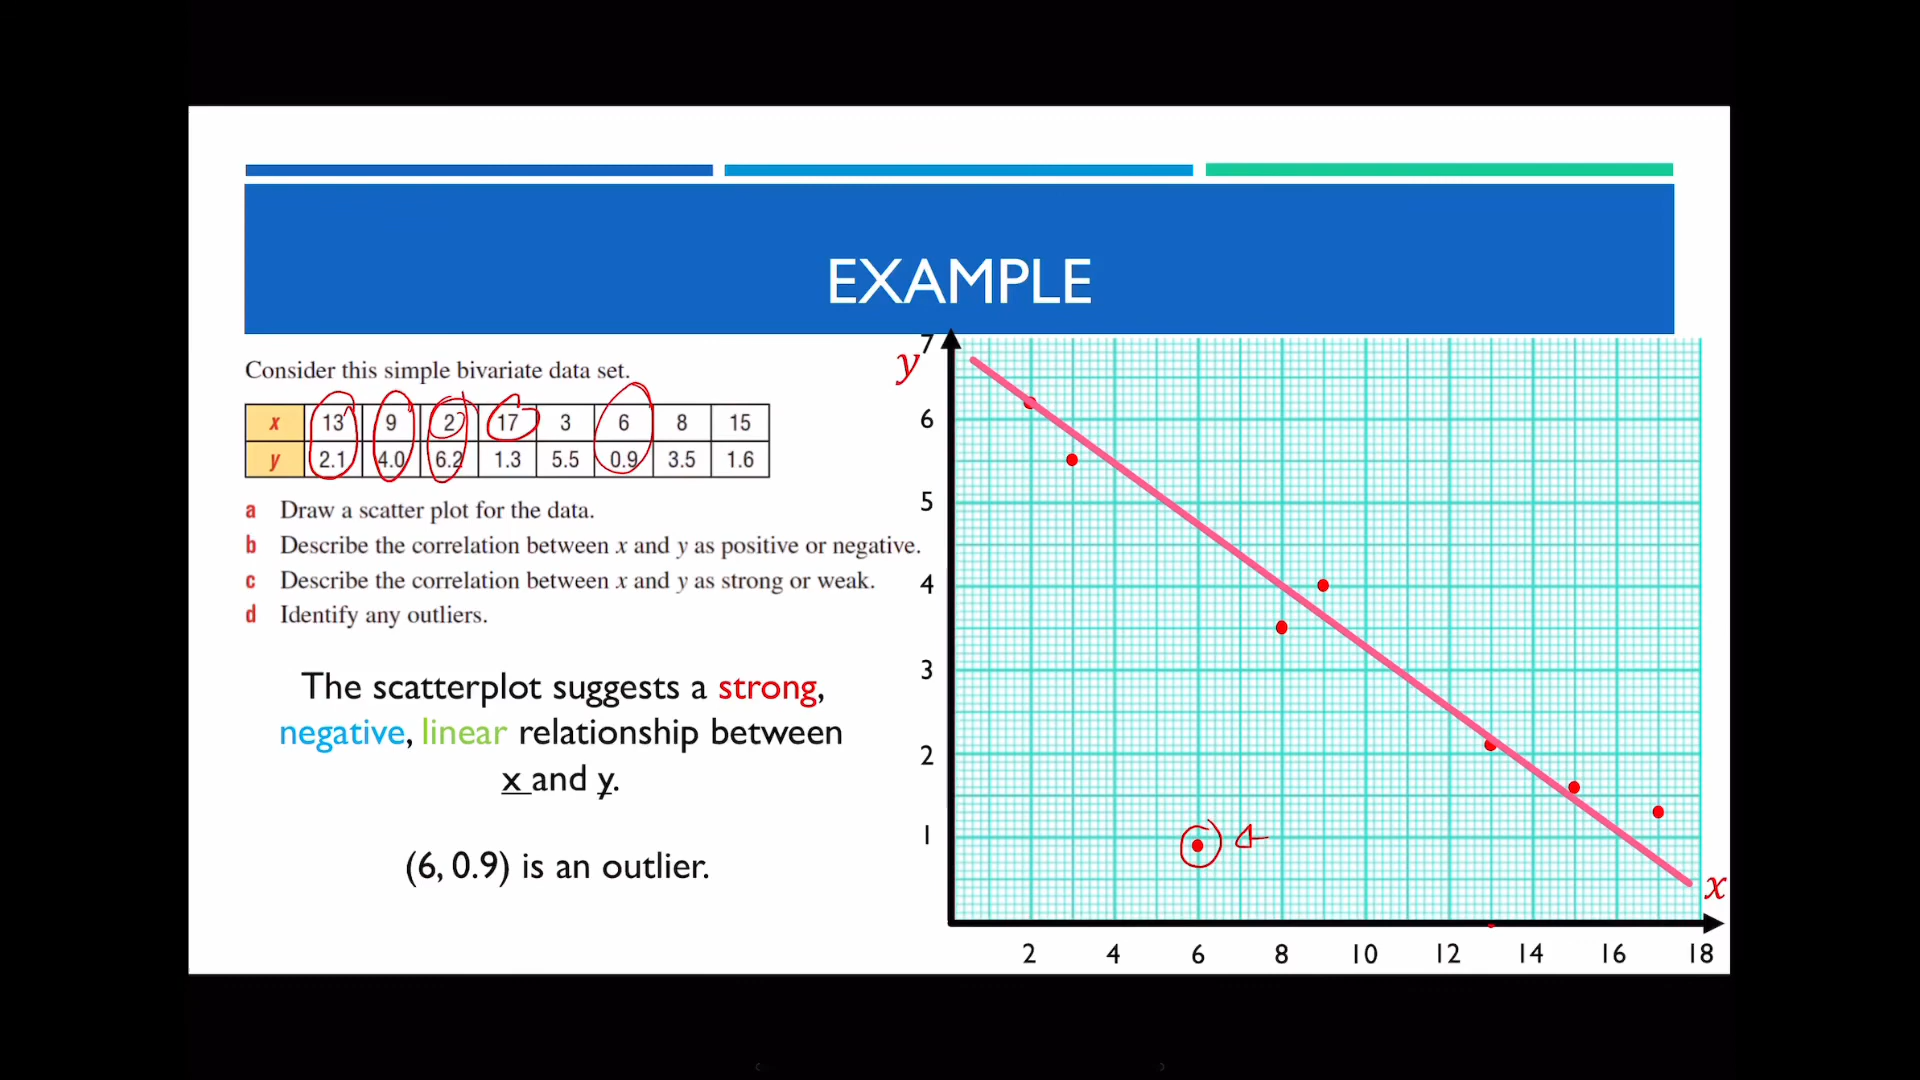 EXAMPLE
Consider this simple bivariate data set.
x 13 9 2 17 3 6 8 15
y 2.1 4.0 6.2 1.3 5.5 0.9 3.5 1.6
a Draw a scatter plot for the data.
b Describe the correlation between x and y as positive or negative.
c Describe the correlation between x and y as strong or weak.
d Identify any outliers.
The scatterplot suggests a strong,
negative, linear relationship between
x and y.
(6, 0.9) is an outlier.
7
y
6
5
4
3
2
1
x
2 4 6 8 10 12 14 16 18